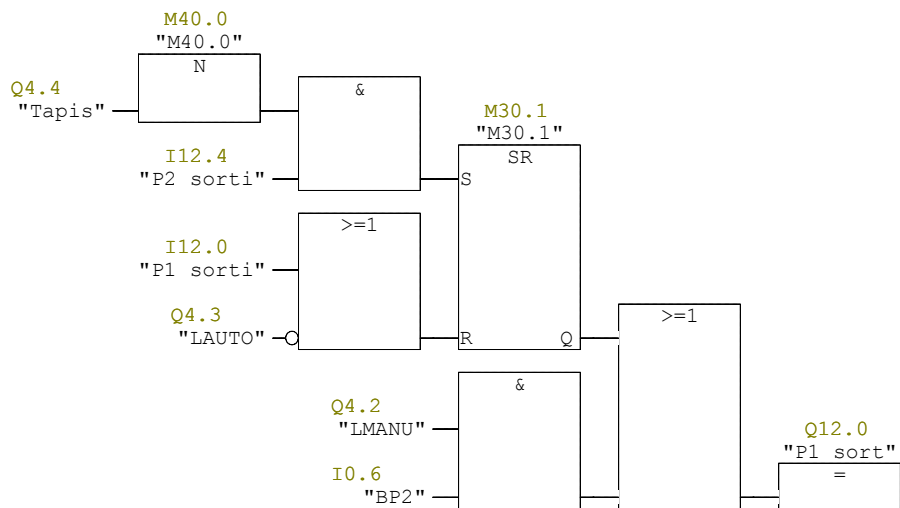 M40.0
"M40.0"
N
Q4.4
"Tapis"
&
M30.1
"M30.1"
SR
I12.4
"P2 sorti"
S
>=1
I12.0
"P1 sorti"
Q4.3
"LAUTO"
R
Q
>=1
&
Q4.2
"LMANU"
Q12.0
"P1 sort"
=
I0.6
"BP2"